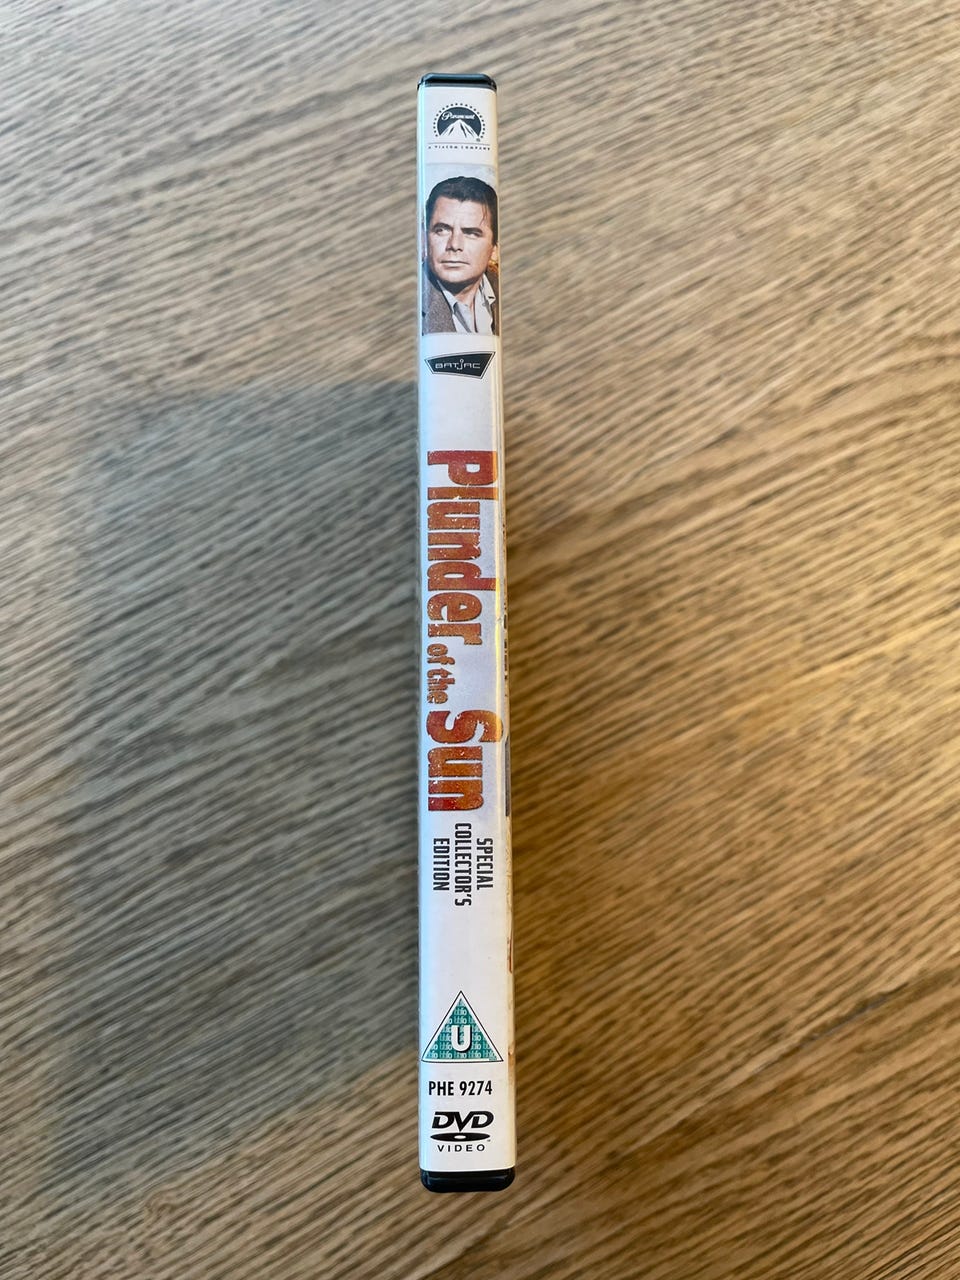 Paramount
A VIACOM COMPANY
BATJAC
Plunder of the Sun
SPECIAL
COLLECTOR'S
EDITION
U
PHE 9274
DVD
VIDEO